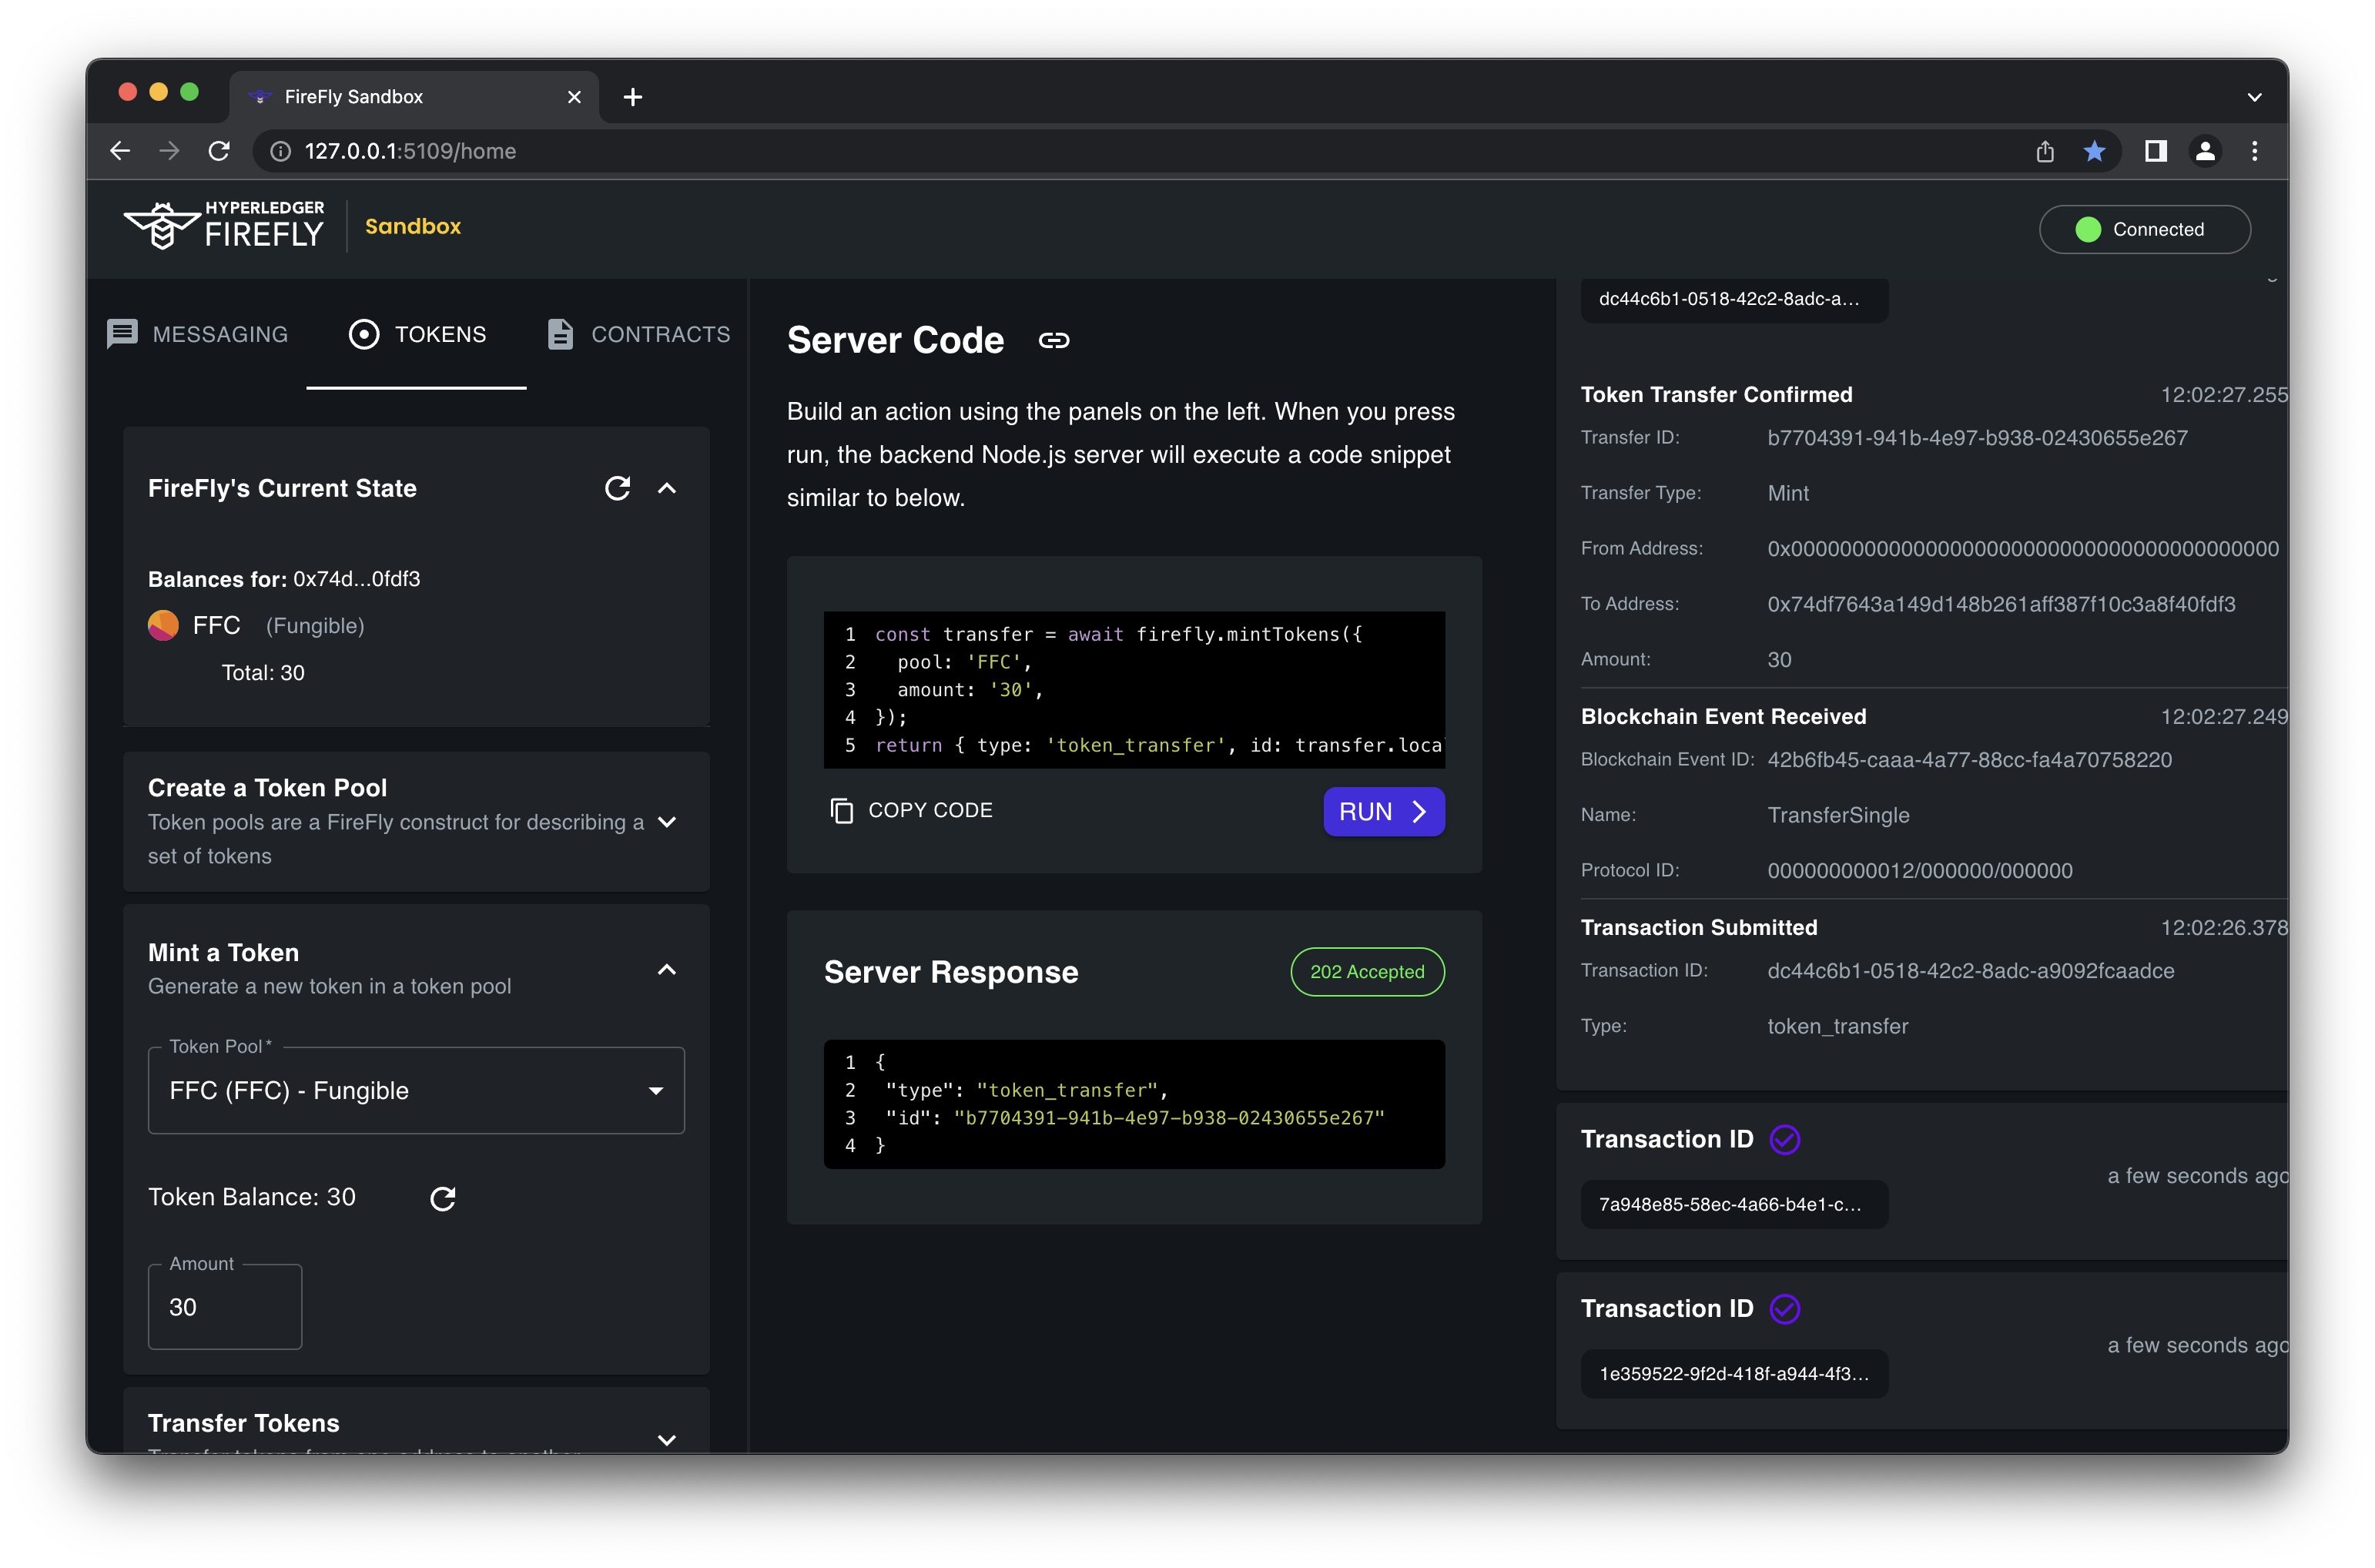 FireFly Sandbox
127.0.0.1:5109/home
HYPERLEDGER
FIREFLY
Sandbox
Connected
MESSAGING
TOKENS
CONTRACTS
FireFly's Current State
Balances for: 0x74d...0fdf3
FFC (Fungible)
Total: 30
Create a Token Pool
Token pools are a FireFly construct for describing a
set of tokens
Mint a Token
Generate a new token in a token pool
Token Pool *
FFC (FFC) - Fungible
Token Balance: 30
Amount
30
Transfer Tokens
Transfer tokens from one address to another
Server Code
Build an action using the panels on the left. When you press
run, the backend Node.js server will execute a code snippet
similar to below.
1 const transfer = await firefly.mintTokens({
2   pool: 'FFC',
3   amount: '30',
4 });
5 return { type: 'token_transfer', id: transfer.loca
COPY CODE
RUN
Server Response
202 Accepted
1 {
2  "type": "token_transfer",
3  "id": "b7704391-941b-4e97-b938-02430655e267"
4 }
dc44c6b1-0518-42c2-8adc-a...
Token Transfer Confirmed 12:02:27.255
Transfer ID: b7704391-941b-4e97-b938-02430655e267
Transfer Type: Mint
From Address: 0x0000000000000000000000000000000000000000
To Address: 0x74df7643a149d148b261aff387f10c3a8f40fdf3
Amount: 30
Blockchain Event Received 12:02:27.249
Blockchain Event ID: 42b6fb45-caaa-4a77-88cc-fa4a70758220
Name: TransferSingle
Protocol ID: 000000000012/000000/000000
Transaction Submitted 12:02:26.378
Transaction ID: dc44c6b1-0518-42c2-8adc-a9092fcaadce
Type: token_transfer
Transaction ID
a few seconds ago
7a948e85-58ec-4a66-b4e1-c...
Transaction ID
a few seconds ago
1e359522-9f2d-418f-a944-4f3...